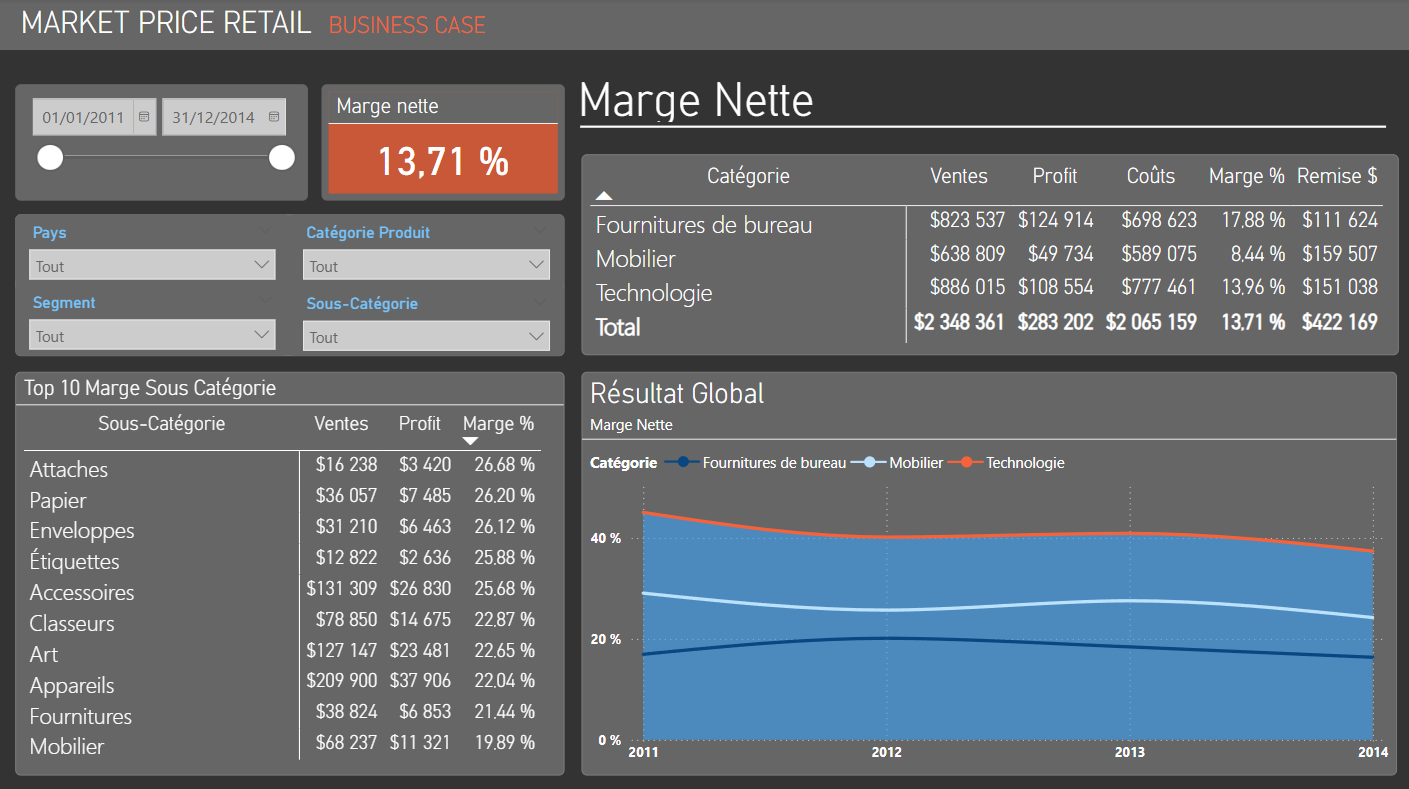 MARKET PRICE RETAIL BUSINESS CASE
01/01/2011 31/12/2014
Marge nette
13,71 %
Pays
Tout
Catégorie Produit
Tout
Segment
Tout
Sous-Catégorie
Tout
Marge Nette
Catégorie Ventes Profit Coûts Marge % Remise $
Fournitures de bureau $823 537 $124 914 $698 623 17,88 % $111 624
Mobilier $638 809 $49 734 $589 075 8,44 % $159 507
Technologie $886 015 $108 554 $777 461 13,96 % $151 038
Total $2 348 361 $283 202 $2 065 159 13,71 % $422 169
Top 10 Marge Sous Catégorie
Sous-Catégorie Ventes Profit Marge %
Attaches $16 238 $3 420 26,68 %
Papier $36 057 $7 485 26,20 %
Enveloppes $31 210 $6 463 26,12 %
Étiquettes $12 822 $2 636 25,88 %
Accessoires $131 309 $26 830 25,68 %
Classeurs $78 850 $14 675 22,87 %
Art $127 147 $23 481 22,65 %
Appareils $209 900 $37 906 22,04 %
Fournitures $38 824 $6 853 21,44 %
Mobilier $68 237 $11 321 19,89 %
Résultat Global
Marge Nette
Catégorie Fournitures de bureau Mobilier Technologie
40 %
20 %
0 %
2011 2012 2013 2014